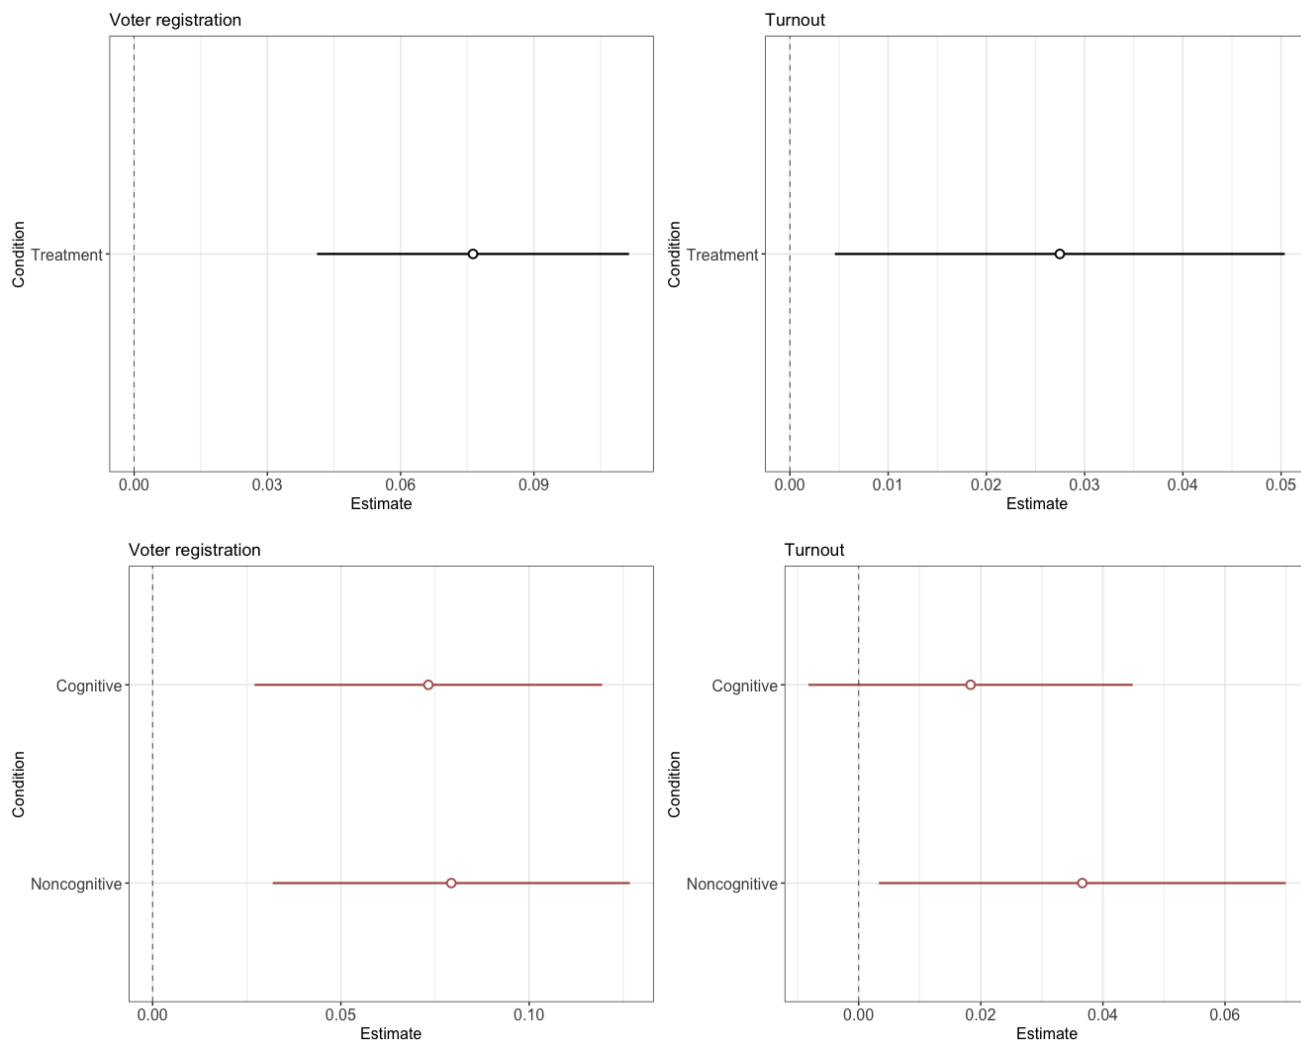 Voter registration
Condition
Treatment
0.00 0.03 0.06 0.09
Estimate
Turnout
Condition
Treatment
0.00 0.01 0.02 0.03 0.04 0.05
Estimate
Voter registration
Condition
Cognitive
Noncognitive
0.00 0.05 0.10
Estimate
Turnout
Condition
Cognitive
Noncognitive
0.00 0.02 0.04 0.06
Estimate